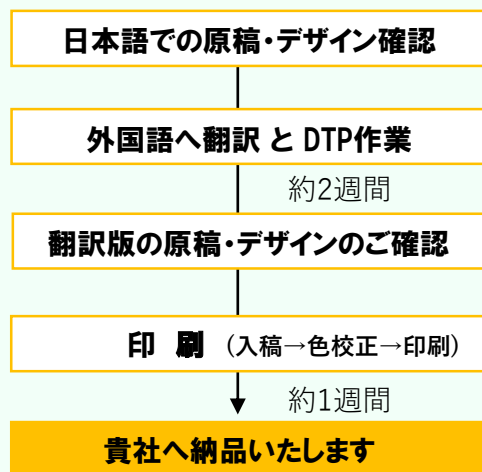 日本語での原稿・デザイン確認
外国語へ翻訳 と DTP作業
約2週間
翻訳版の原稿・デザインのご確認
印 刷 (入稿→色校正→印刷)
約1週間
貴社へ納品いたします